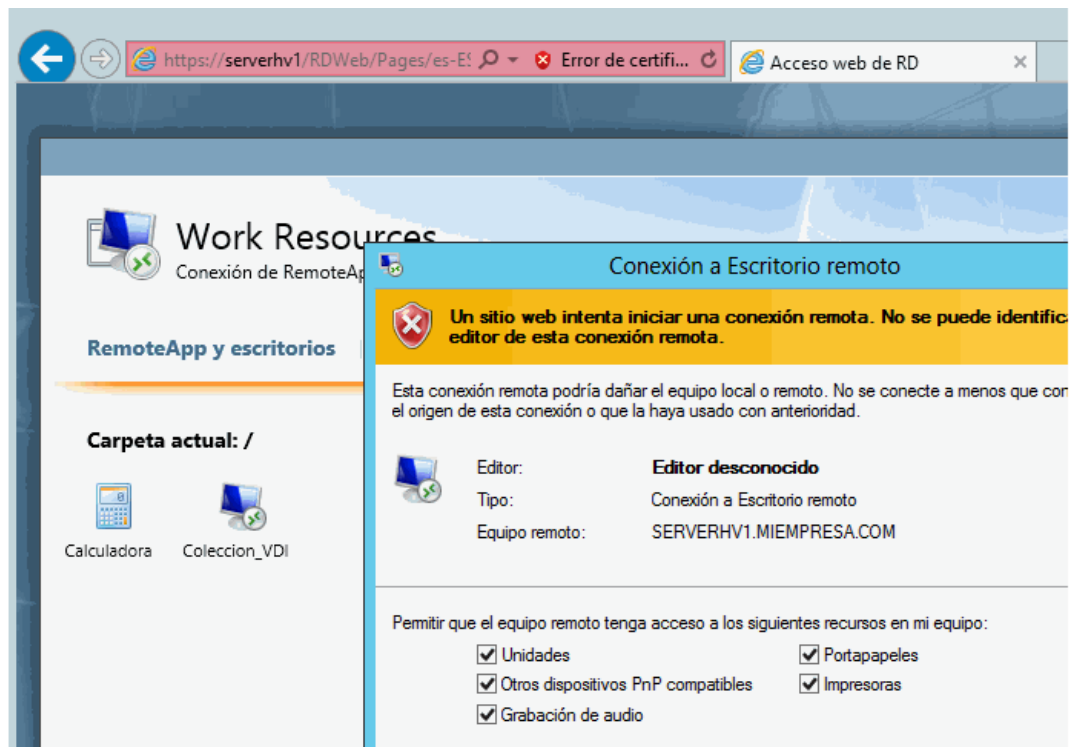 https://serverhv1/RDWeb/Pages/es-E
Error de certifi...
Acceso web de RD
Work Resources
Conexión de RemoteAp
Conexión a Escritorio remoto
Un sitio web intenta iniciar una conexión remota. No se puede identific
editor de esta conexión remota.
RemoteApp y escritorios
Esta conexión remota podría dañar el equipo local o remoto. No se conecte a menos que con
el origen de esta conexión o que la haya usado con anterioridad.
Carpeta actual: /
Editor: Editor desconocido
Tipo: Conexión a Escritorio remoto
Equipo remoto: SERVERHV1.MIEMPRESA.COM
Calculadora Coleccion_VDI
Permitir que el equipo remoto tenga acceso a los siguientes recursos en mi equipo:
Unidades Portapapeles
Otros dispositivos PnP compatibles Impresoras
Grabación de audio